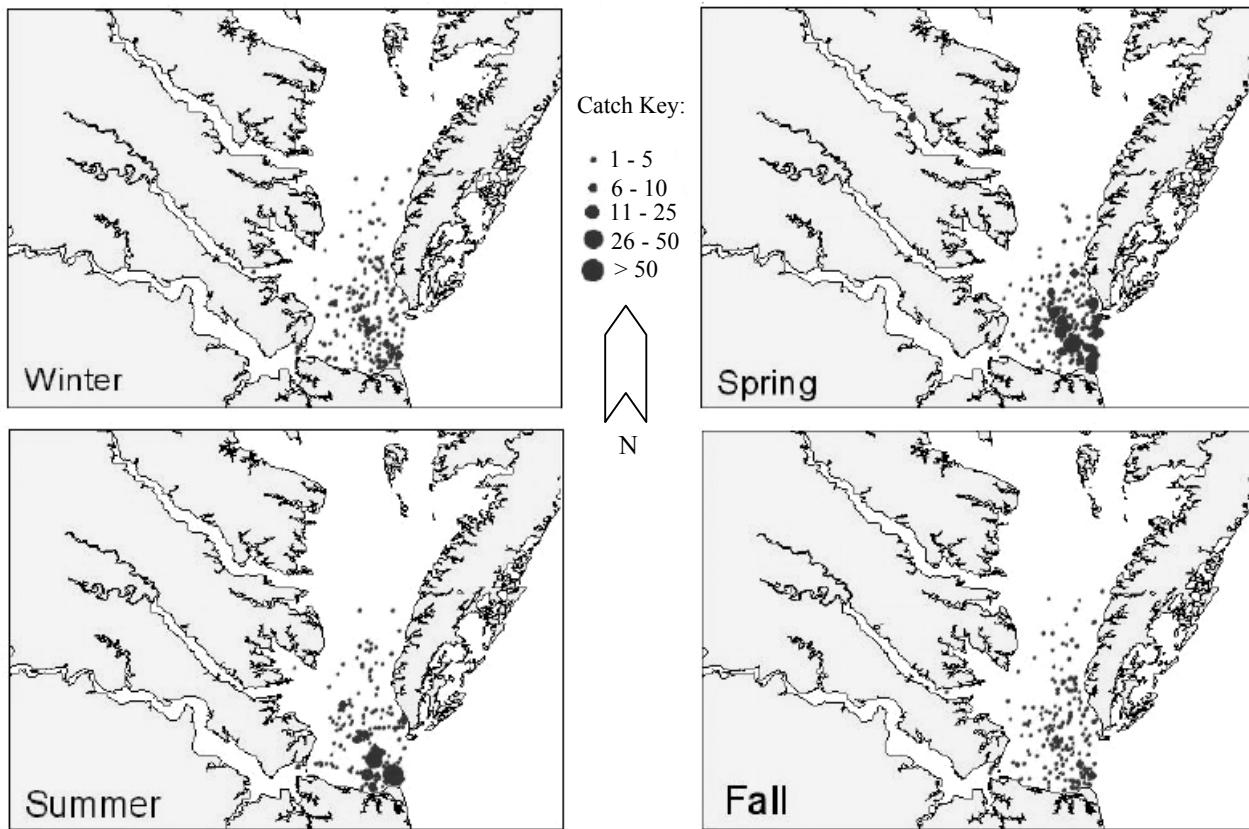 Winter
Catch Key:
1 - 5
6 - 10
11 - 25
26 - 50
> 50
N
Spring
Summer
Fall